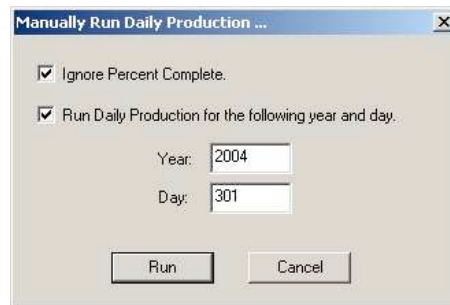 Manually Run Daily Production ...
Ignore Percent Complete.
Run Daily Production for the following year and day.
Year: 2004
Day: 301
Run Cancel